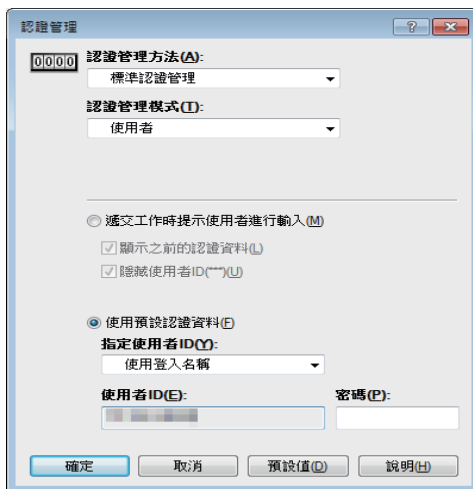 認證管理
0000
認證管理方法(A):
標準認證管理
認證管理模式(T):
使用者
遞交工作時提示使用者進行輸入(M)
顯示之前的認證資料(L)
隱藏使用者ID(***)(U)
使用預設認證資料(F)
指定使用者ID(Y):
使用登入名稱
使用者ID(E): 密碼(P):
確定 取消 預設值(D) 說明(H)